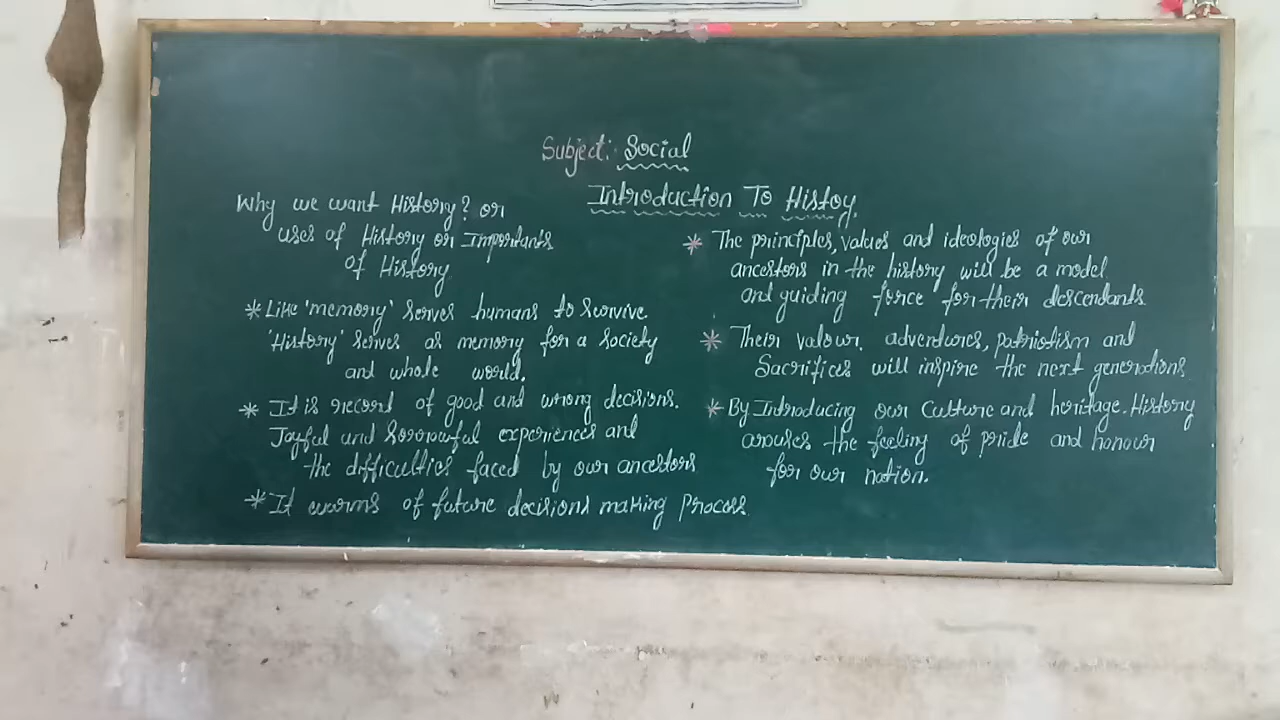 Subject: Social
Introduction To Histoy.
Why we want History? or
uses of History or Importants
of History
* Like 'memory' serves humans to survive.
'History' serves as memory for a society
and whole world.
* It is record of good and wrong decisions.
Joyful and sorrowful experiences and
the difficulties faced by our ancestors
* It warms of future decisions making process.
* The principles, values and ideologies of our
ancestors in the history will be a model
and guiding force for their descendants.
* Their valour, adventures, patriotism and
Sacrifices will inspire the next generations.
* By Introducing our Culture and heritage. History
arouses the feeling of pride and honour
for our nation.